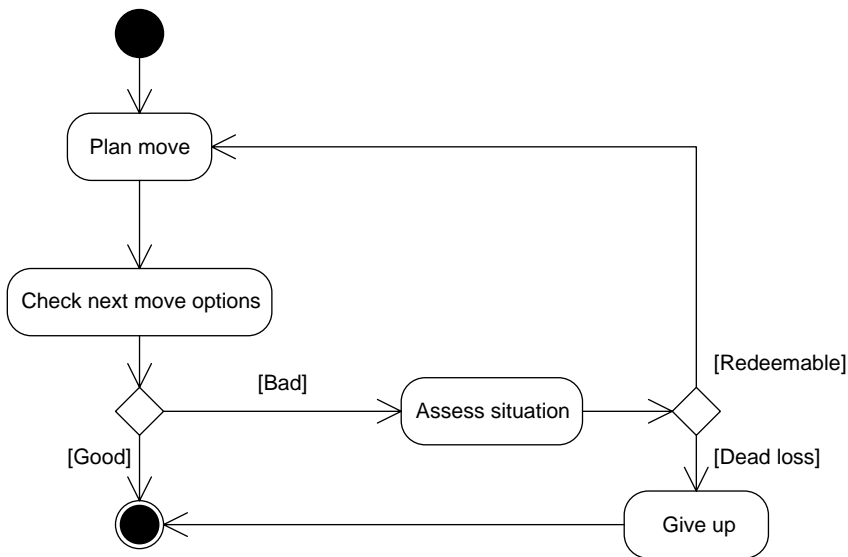 Plan move
Check next move options
[Redeemable]
[Bad]
Assess situation
[Good]
[Dead loss]
Give up